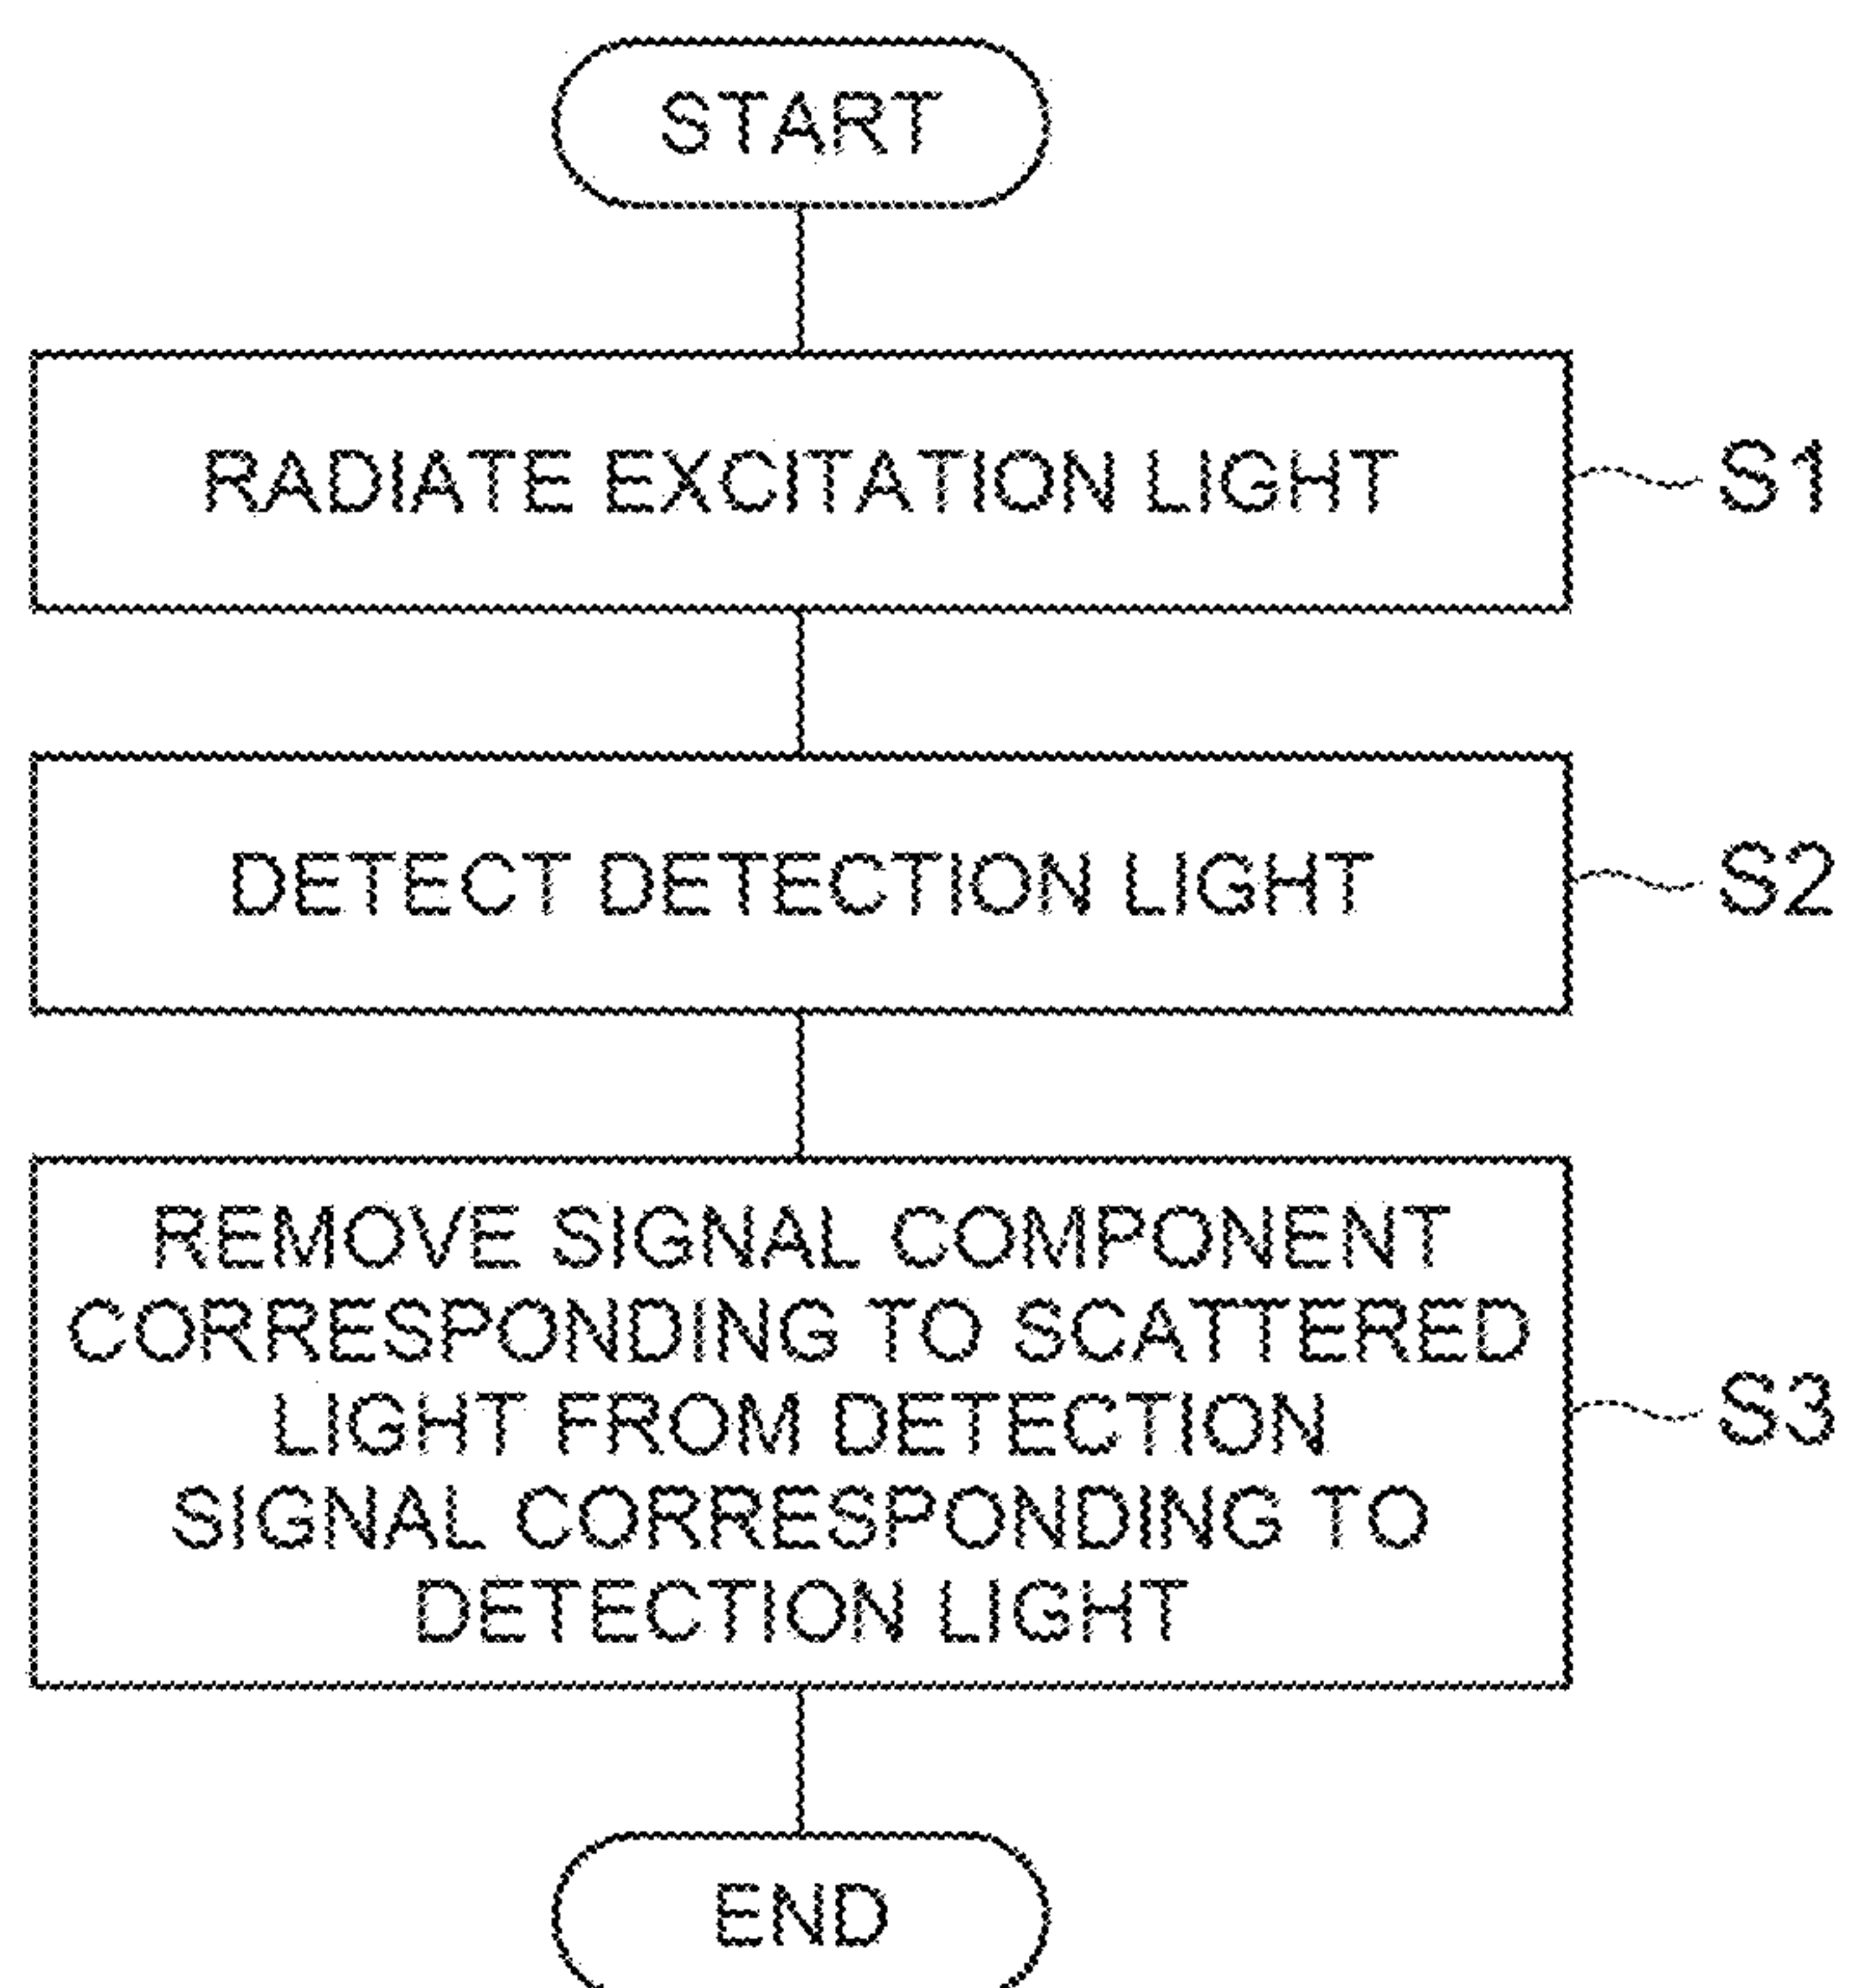 START
RADIATE EXCITATION LIGHT
S1
DETECT DETECTION LIGHT
S2
REMOVE SIGNAL COMPONENT
CORRESPONDING TO SCATTERED
LIGHT FROM DETECTION
SIGNAL CORRESPONDING TO
DETECTION LIGHT
S3
END